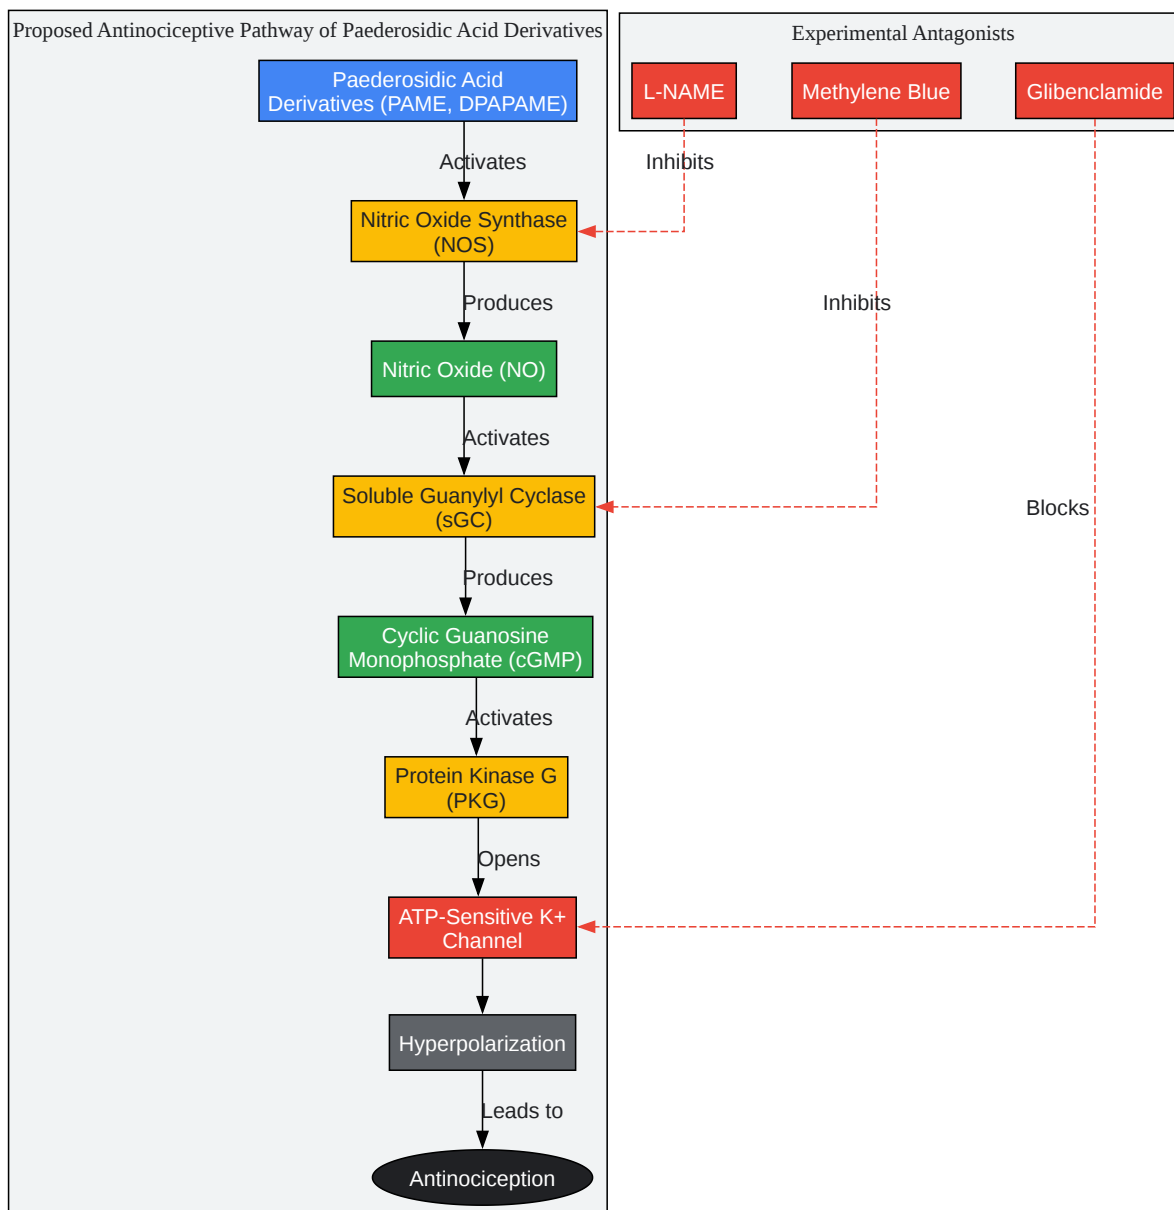 Proposed Antinociceptive Pathway of Paederosidic Acid Derivatives
Paederosidic Acid
Derivatives (PAME, DPAPAME)
Activates
Nitric Oxide Synthase
(NOS)
Produces
Nitric Oxide (NO)
Activates
Soluble Guanylyl Cyclase
(sGC)
Produces
Cyclic Guanosine
Monophosphate (cGMP)
Activates
Protein Kinase G
(PKG)
Opens
ATP-Sensitive K+
Channel
Hyperpolarization
Leads to
Antinociception
Experimental Antagonists
L-NAME
Methylene Blue
Glibenclamide
Inhibits
Inhibits
Blocks